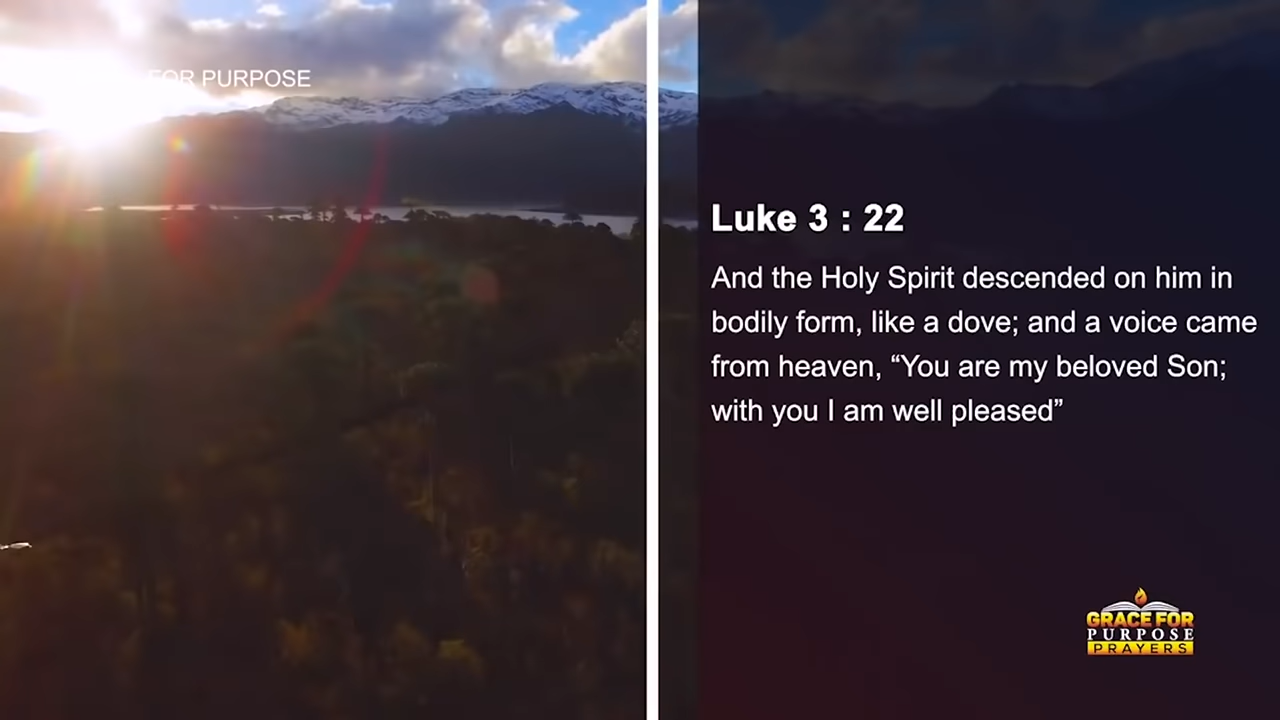 FOR PURPOSE
Luke 3 : 22
And the Holy Spirit descended on him in
bodily form, like a dove; and a voice came
from heaven, “You are my beloved Son;
with you I am well pleased”
GRACE FOR
PURPOSE
PRAYERS